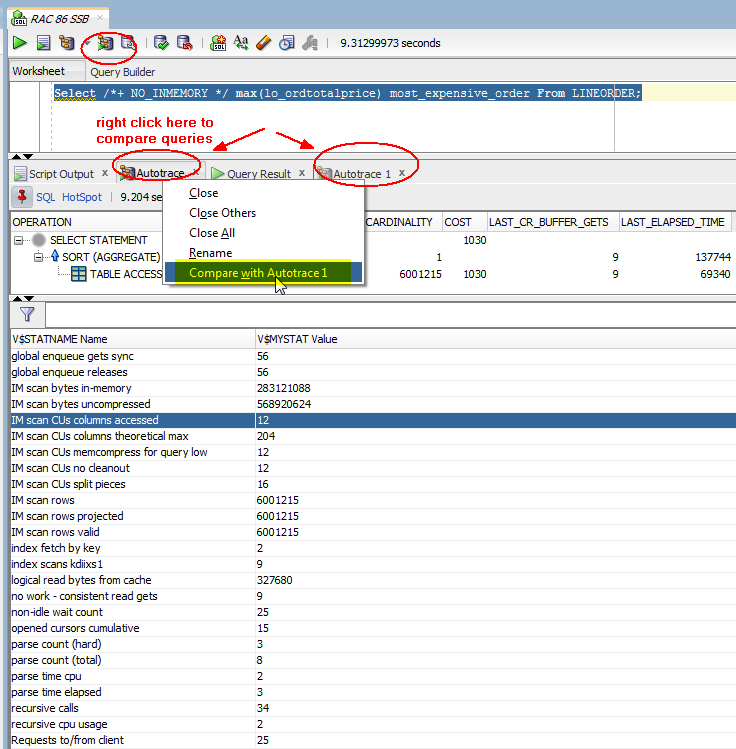 RAC 86 SSB
9.31299973 seconds
Worksheet Query Builder
Select /*+ NO_INMEMORY */ max(lo_ordtotalprice) most_expensive_order From LINEORDER;
right click here to
compare queries
Script Output x Autotrace x Query Result x Autotrace 1 x
SQL HotSpot 9.204 se
Close
Close Others
Close All
Rename
Compare with Autotrace 1
OPERATION CARDINALITY COST LAST_CR_BUFFER_GETS LAST_ELAPSED_TIME
SELECT STATEMENT 1030
SORT (AGGREGATE) 1 9 137744
TABLE ACCESS 6001215 1030 9 69340
V$STATNAME Name V$MYSTAT Value
global enqueue gets sync 56
global enqueue releases 56
IM scan bytes in-memory 283121088
IM scan bytes uncompressed 568920624
IM scan CUs columns accessed 12
IM scan CUs columns theoretical max 204
IM scan CUs memcompress for query low 12
IM scan CUs no cleanout 12
IM scan CUs split pieces 16
IM scan rows 6001215
IM scan rows projected 6001215
IM scan rows valid 6001215
index fetch by key 2
index scans kdiixs1 9
logical read bytes from cache 327680
no work - consistent read gets 9
non-idle wait count 25
opened cursors cumulative 15
parse count (hard) 3
parse count (total) 8
parse time cpu 2
parse time elapsed 3
recursive calls 34
recursive cpu usage 2
Requests to/from client 25